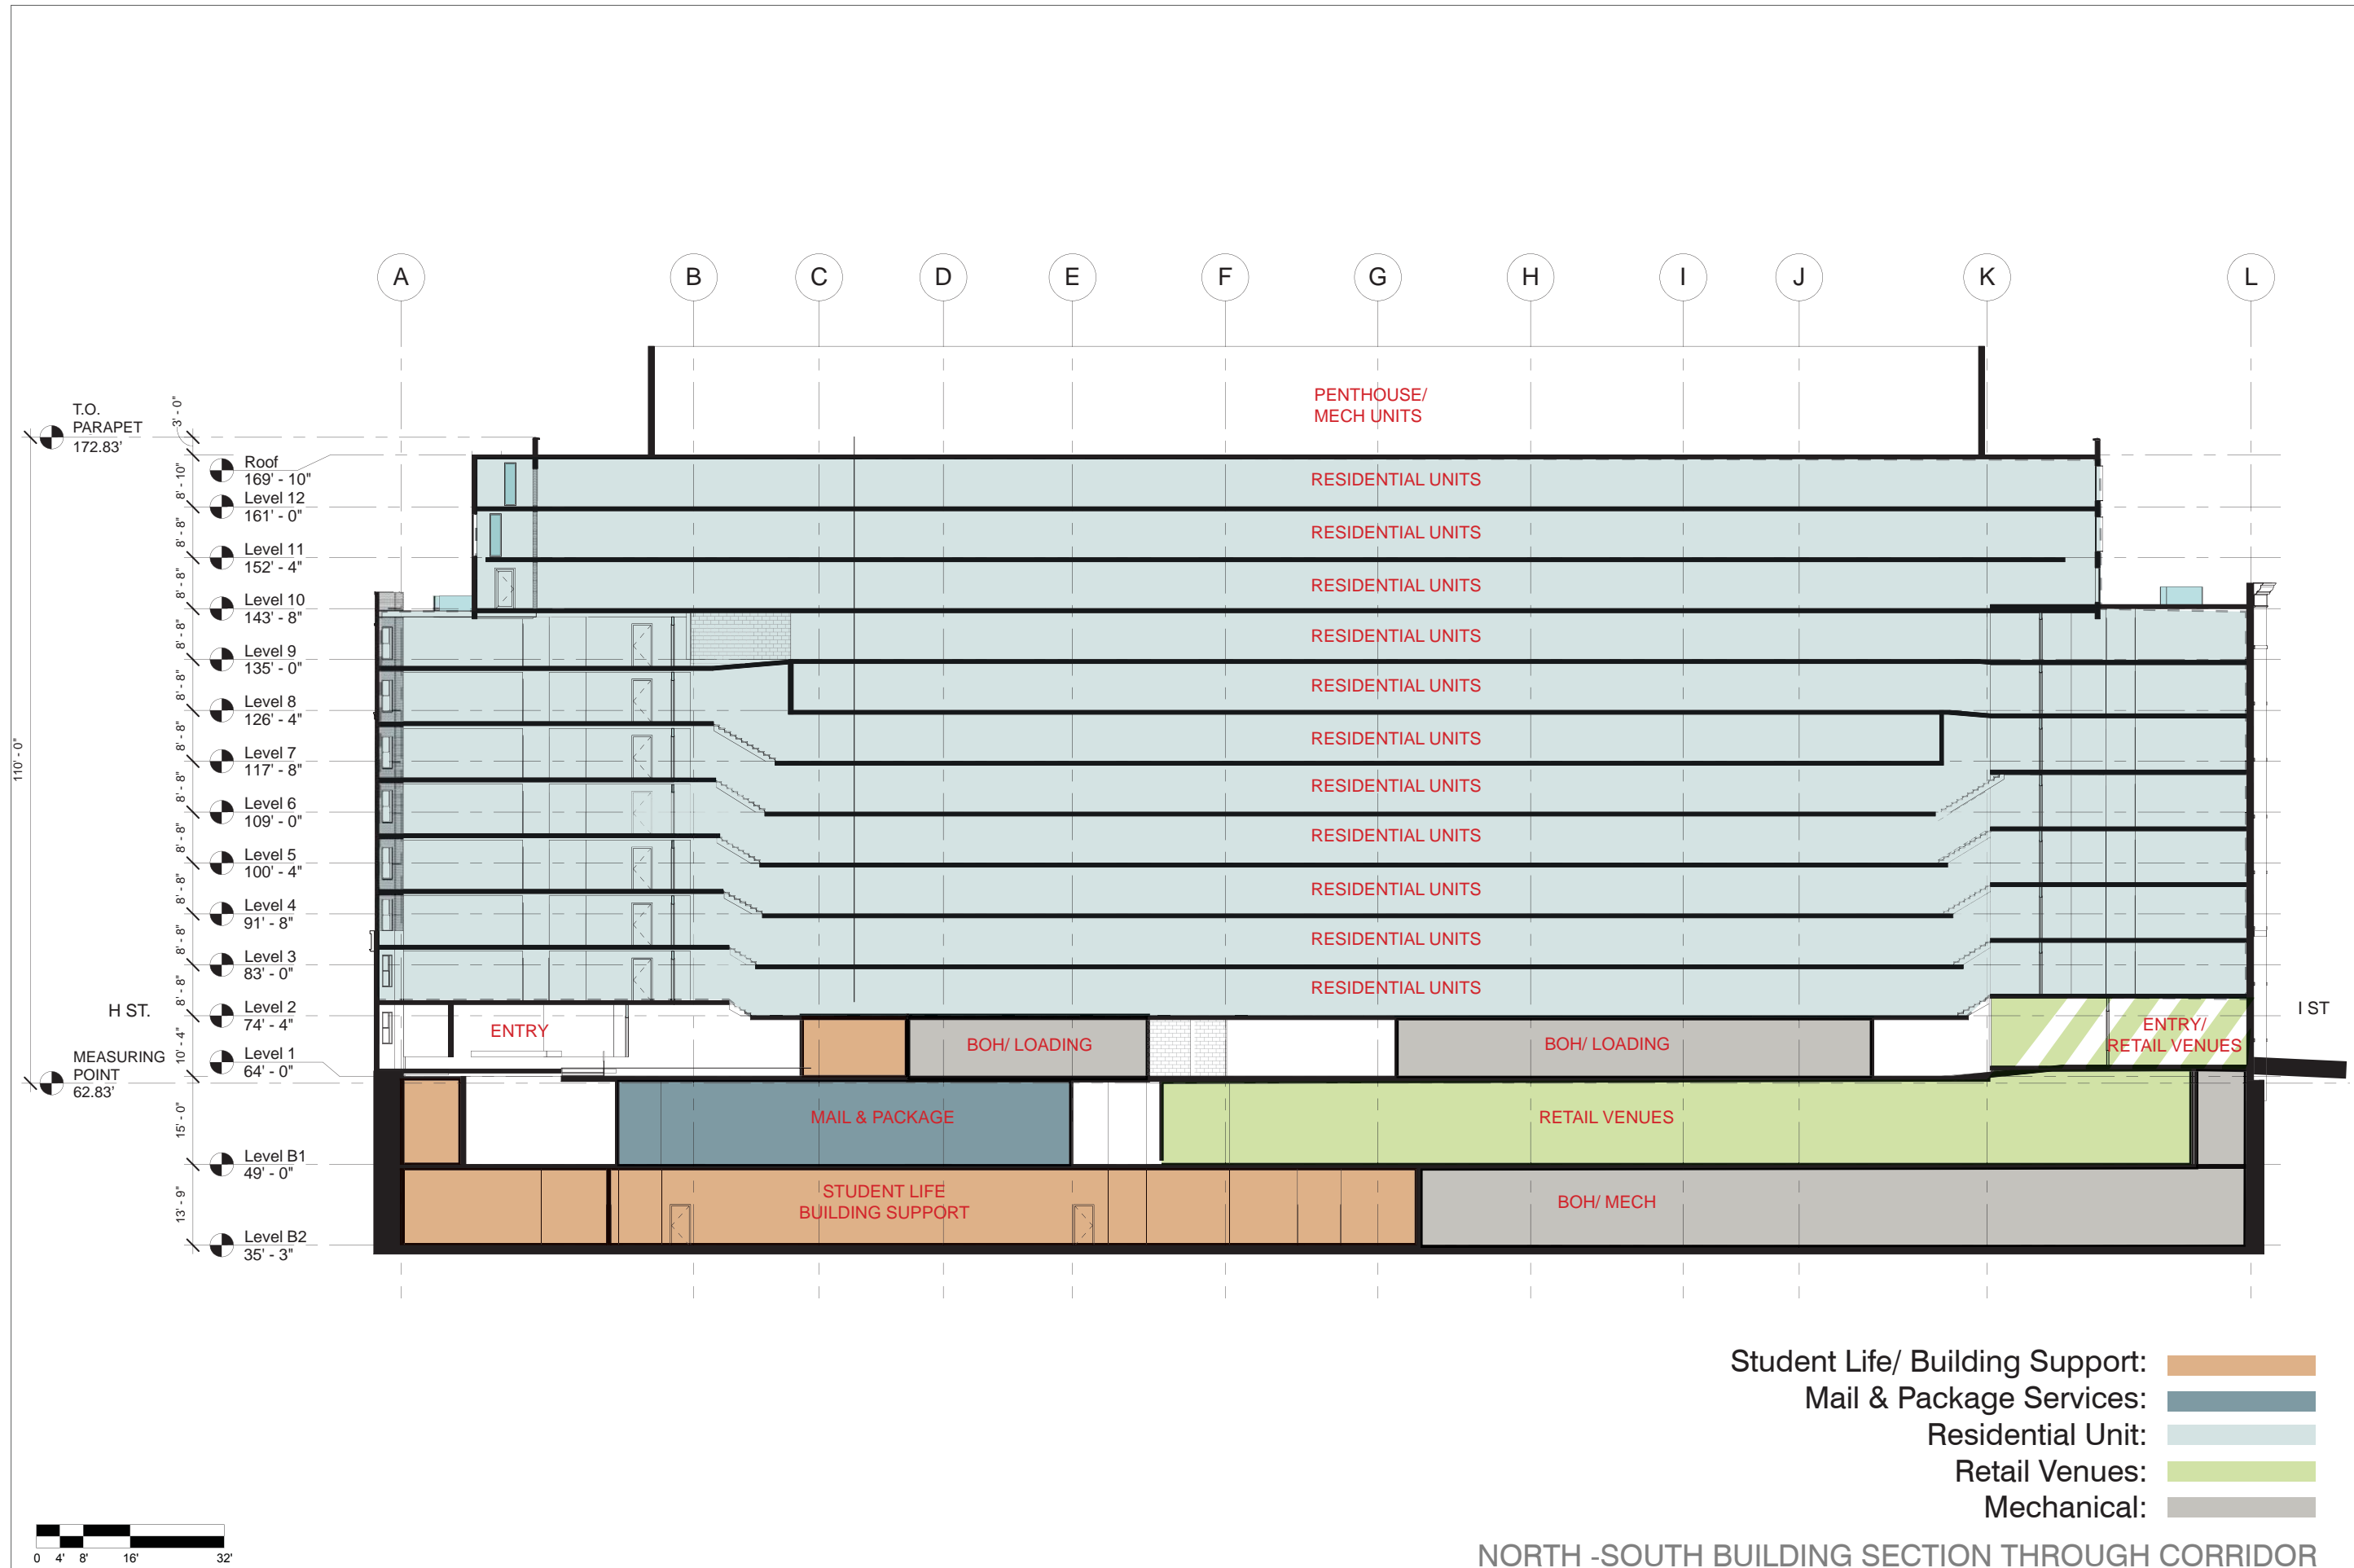 A B C D E F G H I J K L
T.O.
PARAPET
172.83'
3' - 0"
PENTHOUSE/
MECH UNITS
Roof
169' - 10"
8' - 10"
RESIDENTIAL UNITS
Level 12
161' - 0"
8' - 8"
RESIDENTIAL UNITS
Level 11
152' - 4"
8' - 8"
RESIDENTIAL UNITS
Level 10
143' - 8"
8' - 8"
RESIDENTIAL UNITS
Level 9
135' - 0"
8' - 8"
RESIDENTIAL UNITS
Level 8
126' - 4"
8' - 8"
RESIDENTIAL UNITS
110' - 0"
Level 7
117' - 8"
8' - 8"
RESIDENTIAL UNITS
Level 6
109' - 0"
8' - 8"
RESIDENTIAL UNITS
Level 5
100' - 4"
8' - 8"
RESIDENTIAL UNITS
Level 4
91' - 8"
8' - 8"
RESIDENTIAL UNITS
Level 3
83' - 0"
8' - 8"
RESIDENTIAL UNITS
H ST.
Level 2
74' - 4"
I ST
10' - 4"
ENTRY
BOH/ LOADING
BOH/ LOADING
ENTRY/
RETAIL VENUES
MEASURING
POINT
62.83'
Level 1
64' - 0"
15' - 0"
MAIL & PACKAGE
RETAIL VENUES
Level B1
49' - 0"
13' - 9"
STUDENT LIFE
BUILDING SUPPORT
BOH/ MECH
Level B2
35' - 3"
Student Life/ Building Support:
Mail & Package Services:
Residential Unit:
Retail Venues:
Mechanical:
0 4' 8' 16' 32'
NORTH -SOUTH BUILDING SECTION THROUGH CORRIDOR